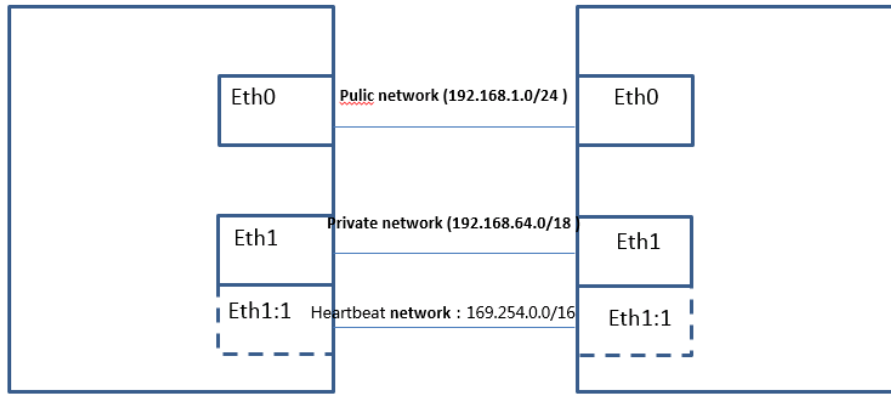 Eth0 Pulic network (192.168.1.0/24 ) Eth0
Private network (192.168.64.0/18 )
Eth1 Eth1
Eth1:1 Heartbeat network : 169.254.0.0/16 Eth1:1